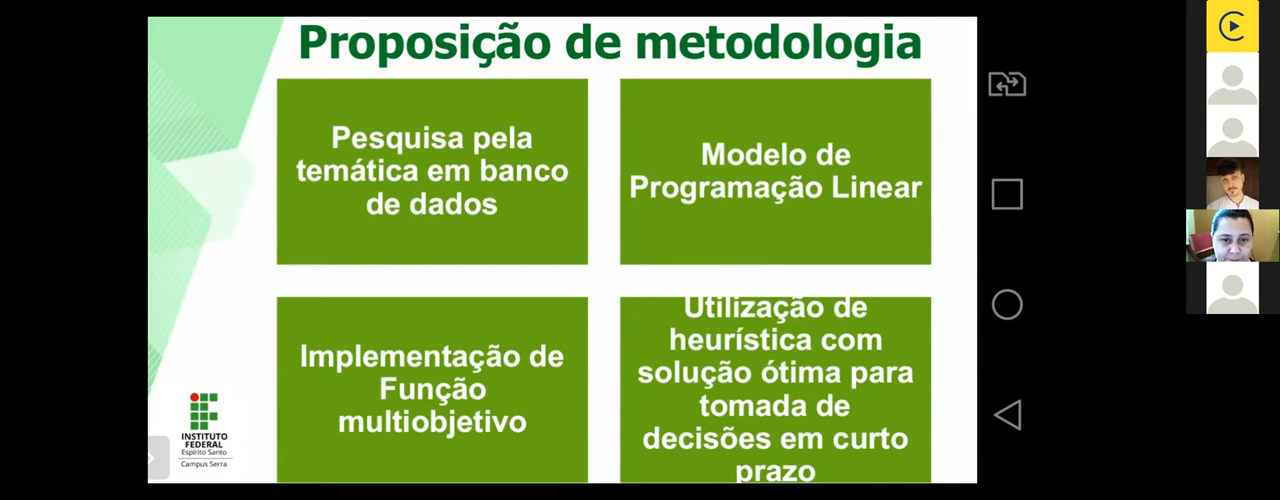 Proposição de metodologia
Pesquisa pela
temática em banco
de dados
Modelo de
Programação Linear
Implementação de
Função
multiobjetivo
Utilização de
heurística com
solução ótima para
tomada de
decisões em curto
prazo
INSTITUTO
FEDERAL
Espírito Santo
Campus Serra